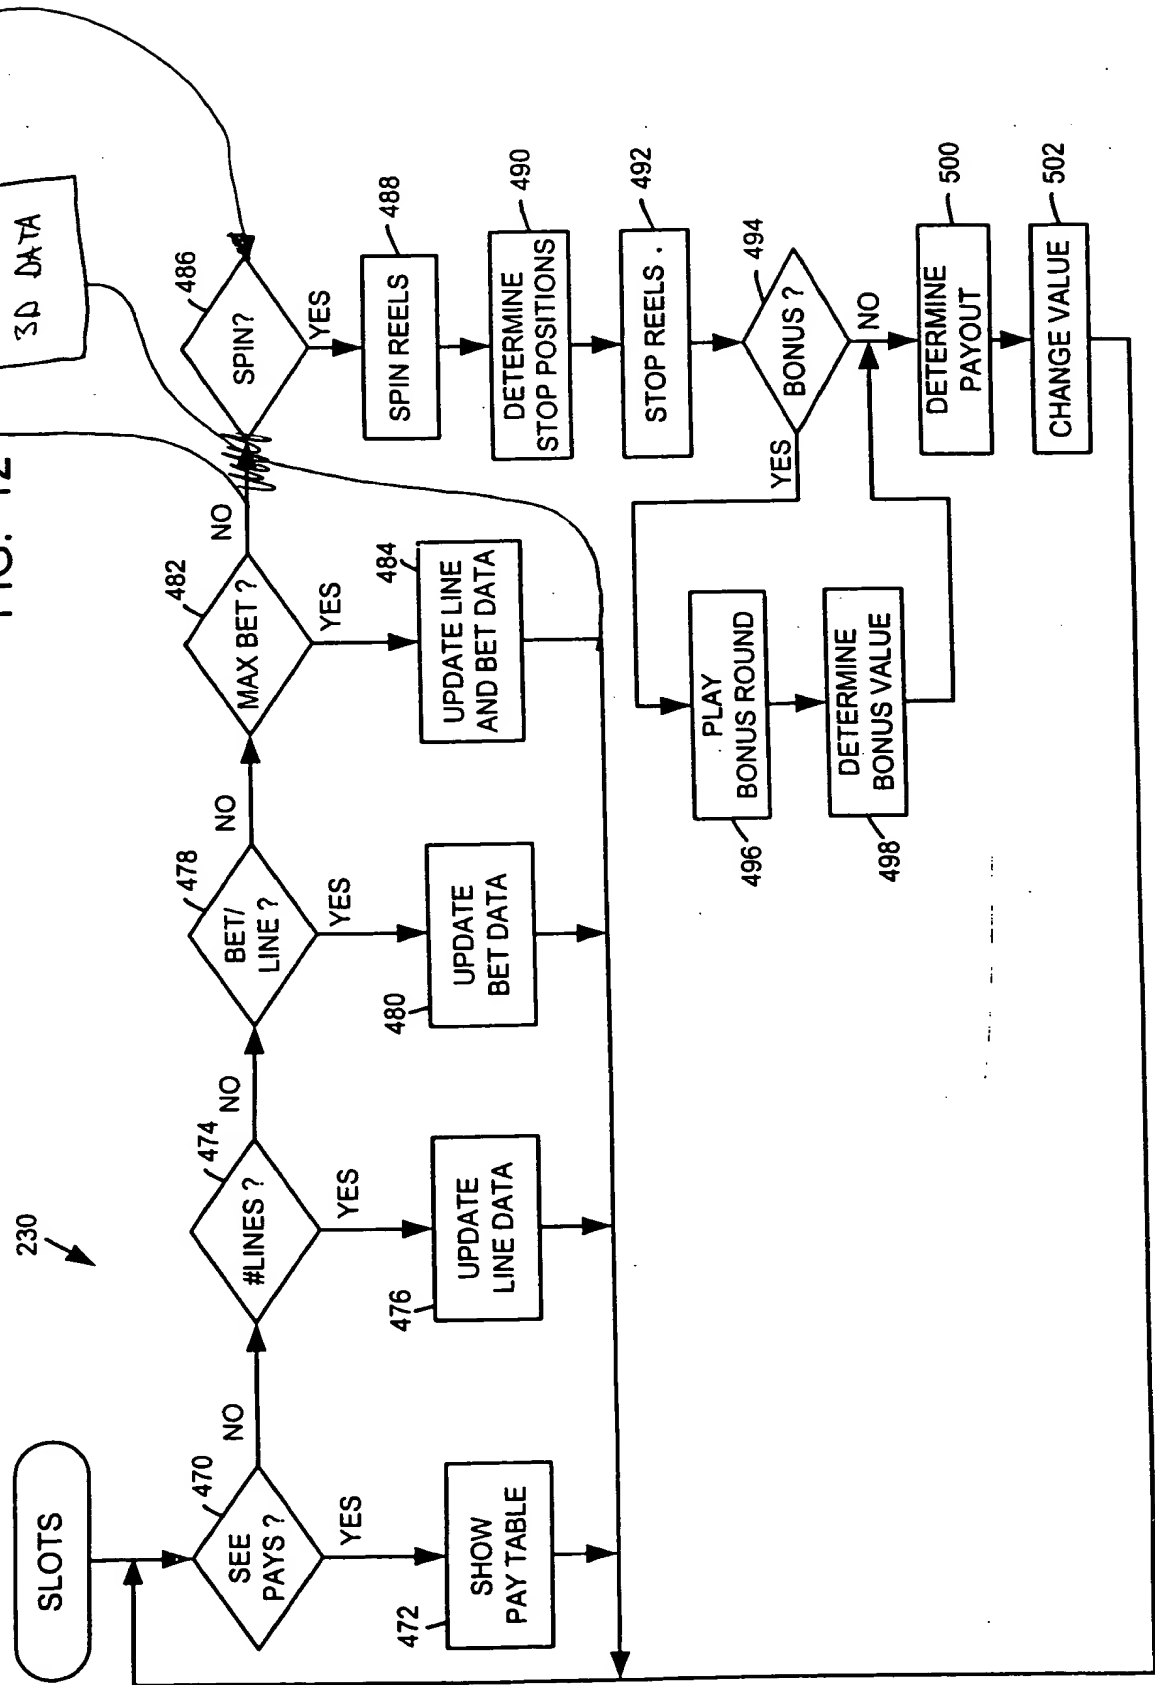 3D DATA
FIG. 12
230
SLOTS
470
SEE
PAYS ?
NO
YES
472
SHOW
PAY TABLE
474
#LINES ?
NO
YES
476
UPDATE
LINE DATA
478
BET/
LINE ?
NO
YES
480
UPDATE
BET DATA
482
MAX BET ?
NO
YES
484
UPDATE LINE
AND BET DATA
486
SPIN?
YES
488
SPIN REELS
490
DETERMINE
STOP POSITIONS
492
STOP REELS
494
BONUS ?
YES
NO
496
PLAY
BONUS ROUND
498
DETERMINE
BONUS VALUE
500
DETERMINE
PAYOUT
502
CHANGE VALUE